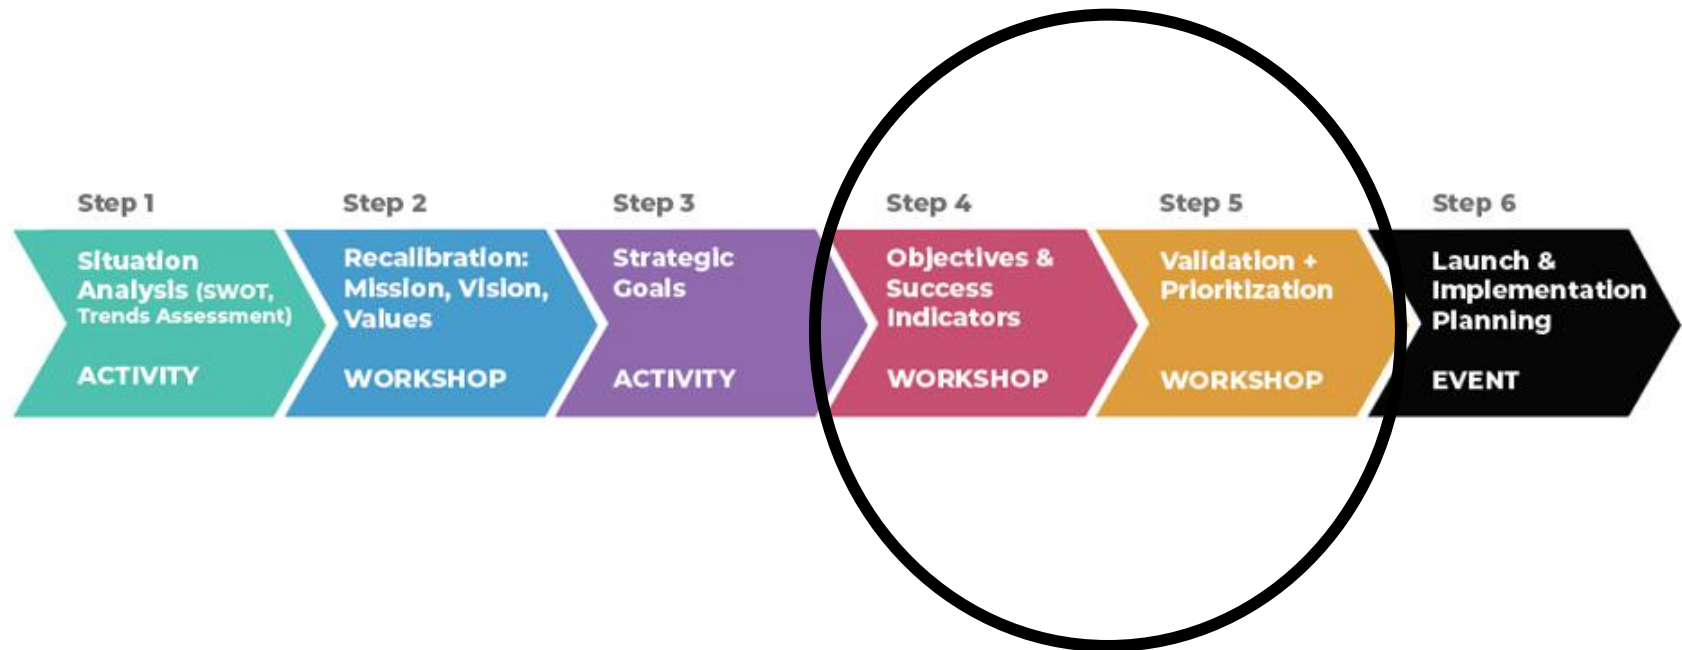 Step 1
Situation
Analysis (SWOT,
Trends Assessment)
ACTIVITY
Step 2
Recalibration:
Mission, Vision,
Values
WORKSHOP
Step 3
Strategic
Goals
ACTIVITY
Step 4
Objectives &
Success
Indicators
WORKSHOP
Step 5
Validation +
Prioritization
WORKSHOP
Step 6
Launch &
Implementation
Planning
EVENT